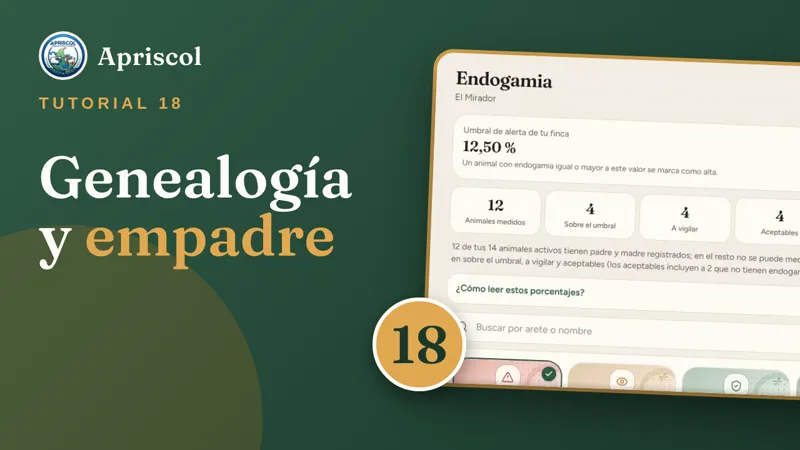 APRISCOL
Apriscol
TUTORIAL 18
Genealogía
y empadre
18
Endogamia
El Mirador
Umbral de alerta de tu finca
12,50 %
Un animal con endogamia igual o mayor a este valor se marca como alta.
12
Animales medidos
4
Sobre el umbral
4
A vigilar
4
Aceptables
12 de tus 14 animales activos tienen padre y madre registrados; en el resto no se puede med
en sobre el umbral, a vigilar y aceptables (los aceptables incluyen a 2 que no tienen endogam
¿Cómo leer estos porcentajes?
Buscar por arete o nombre